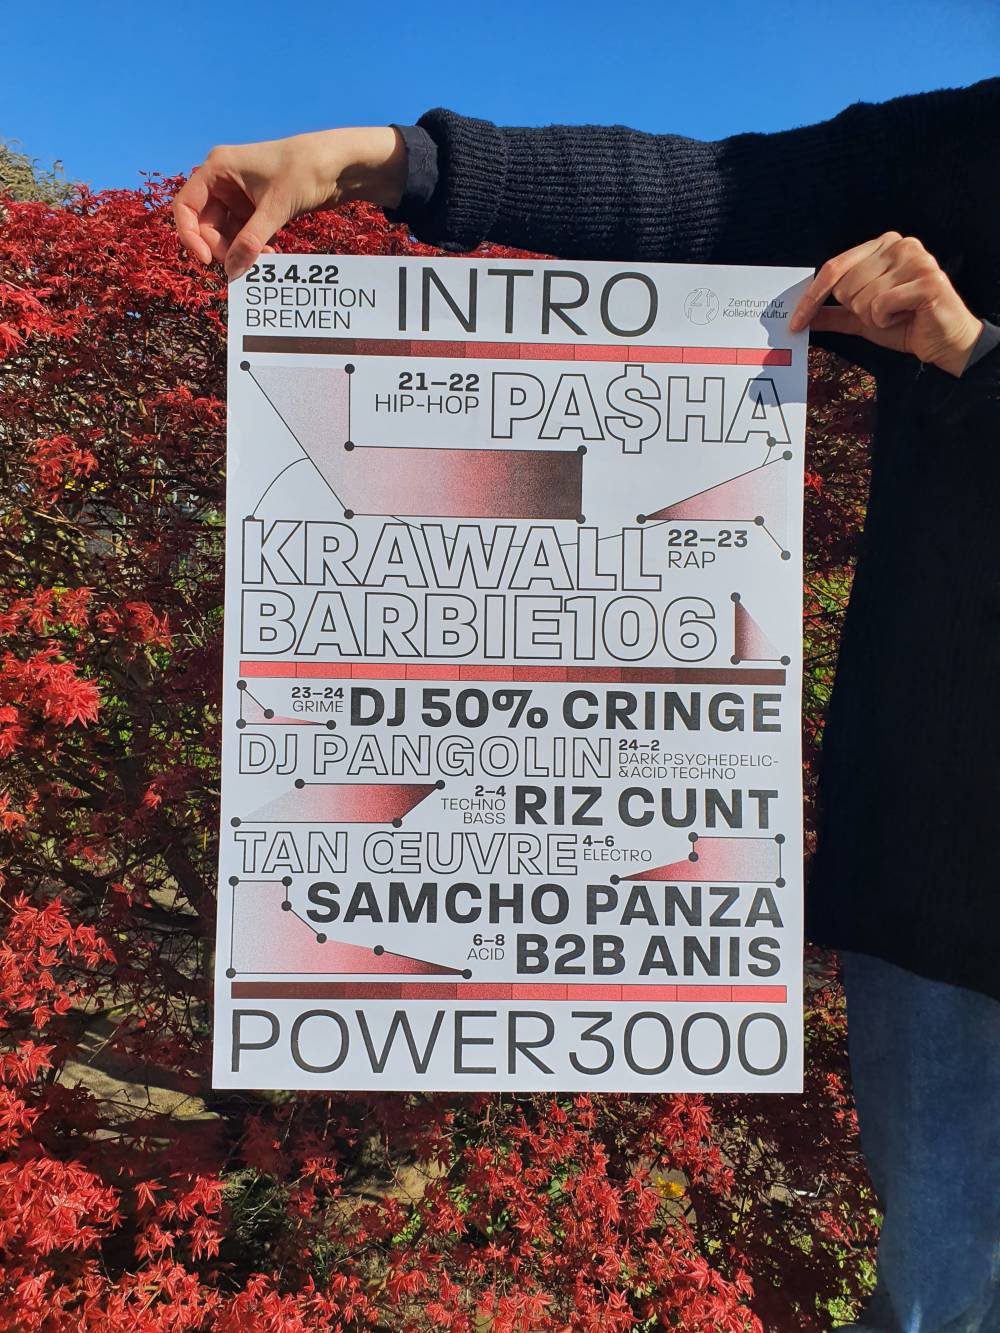 23.4.22
SPEDITION
BREMEN
INTRO
Zentrum für
Kollektivkultur
21–22
HIP-HOP
PA$HA
KRAWALL
22–23
RAP
BARBIE106
23–24
GRIME
DJ 50% CRINGE
DJ PANGOLIN
24–2
DARK PSYCHEDELIC-
& ACID TECHNO
2–4
TECHNO
BASS
RIZ CUNT
TAN ŒUVRE
4–6
ELECTRO
SAMCHO PANZA
6–8
ACID
B2B ANIS
POWER3000